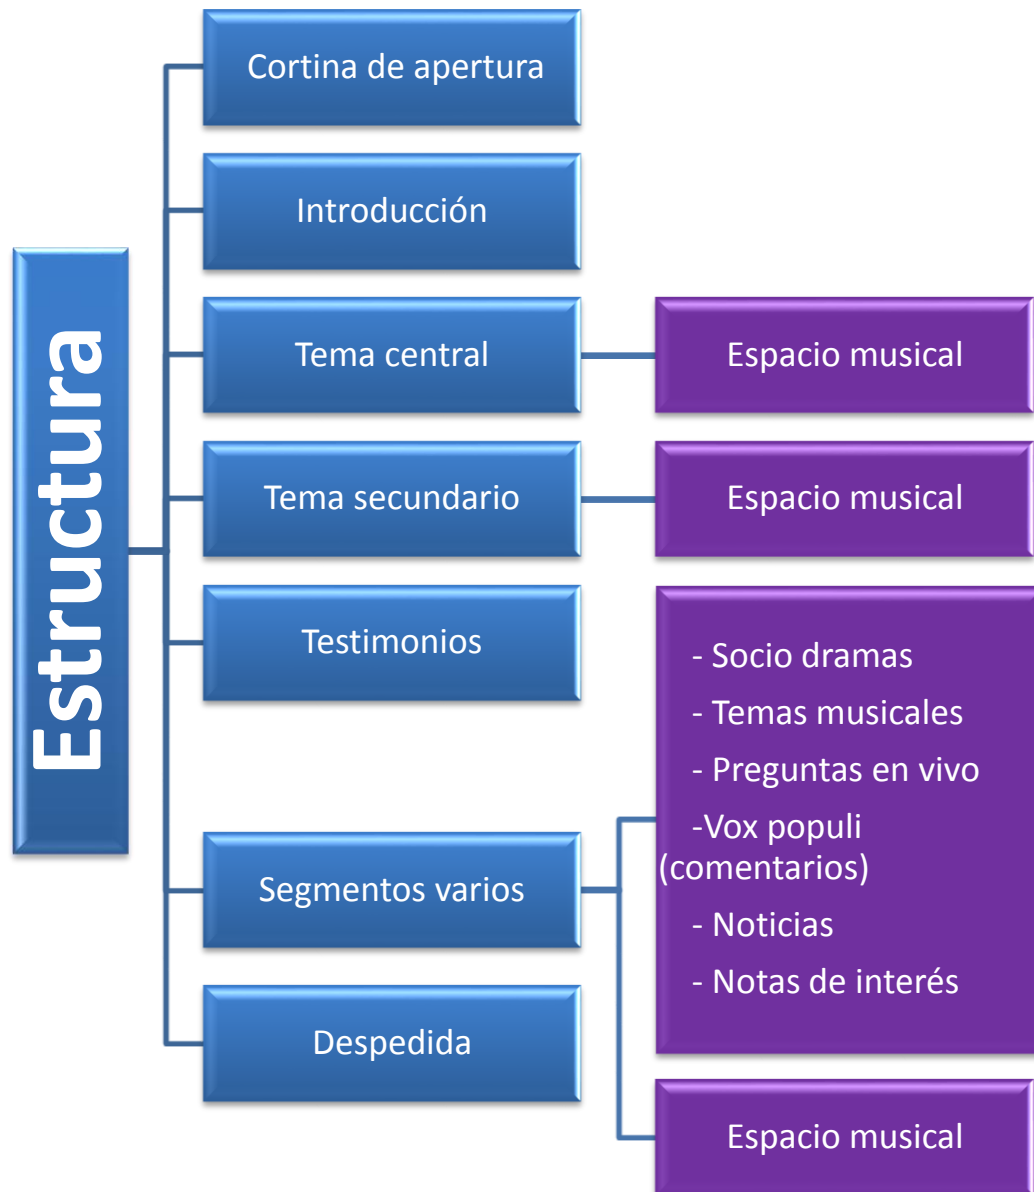 Estructura
Cortina de apertura
Introducción
Tema central
Espacio musical
Tema secundario
Espacio musical
Testimonios
Segmentos varios
- Socio dramas
- Temas musicales
- Preguntas en vivo
-Vox populi
(comentarios)
- Noticias
- Notas de interés
Espacio musical
Despedida